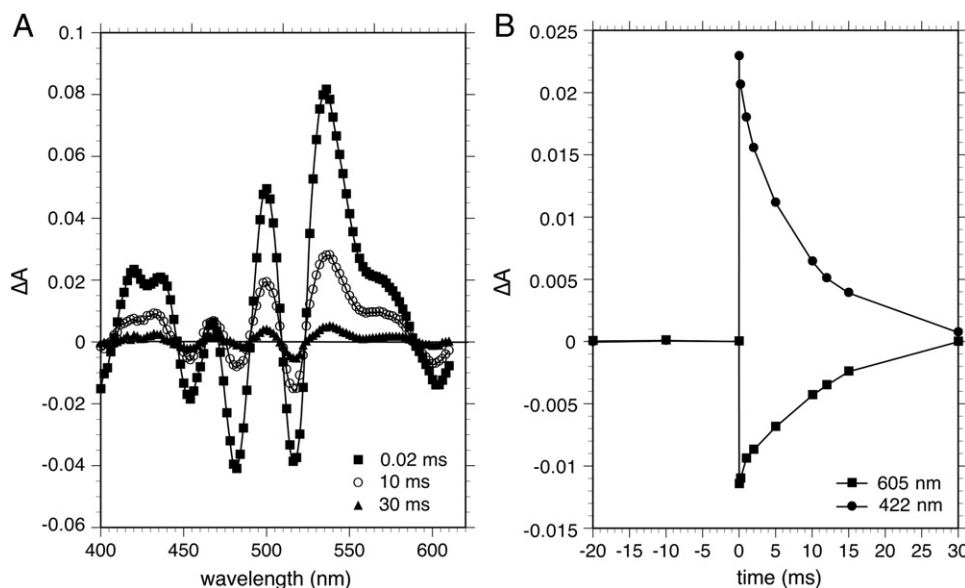 A
0.1
0.08
0.06
0.04
0.02
0
-0.02
-0.04
-0.06
ΔA
400 450 500 550 600
wavelength (nm)
0.02 ms
10 ms
30 ms
B
0.025
0.02
0.015
0.01
0.005
0
-0.005
-0.01
-0.015
ΔA
-20 -15 -10 -5 0 5 10 15 20 25 30
time (ms)
605 nm
422 nm